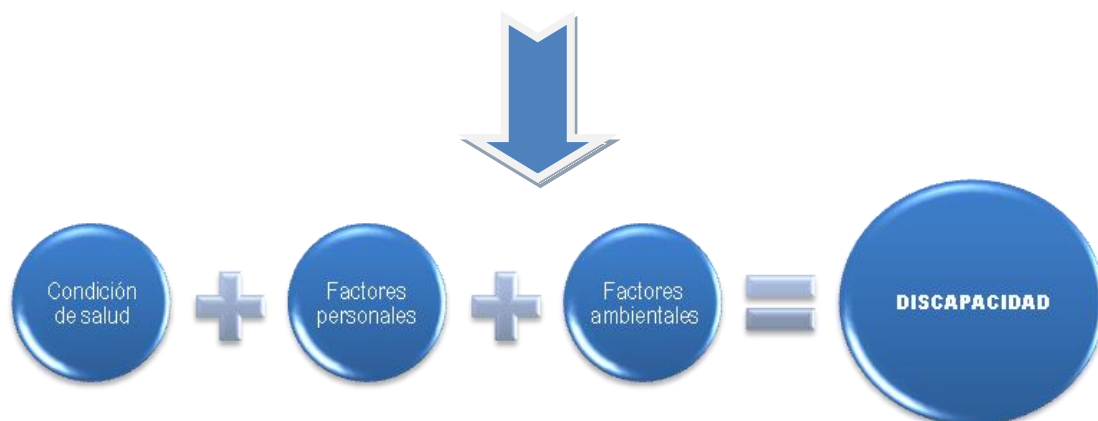 Condición
de salud
Factores
personales
Factores
ambientales
DISCAPACIDAD